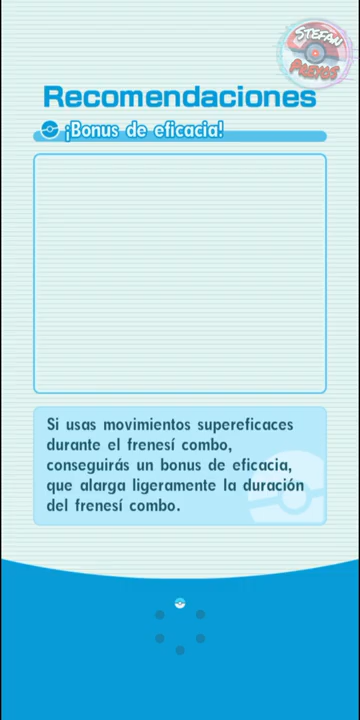 STEFAN
PREYOS
Recomendaciones
¡Bonus de eficacia!
Si usas movimientos supereficaces
durante el frenesí combo,
conseguirás un bonus de eficacia,
que alarga ligeramente la duración
del frenesí combo.